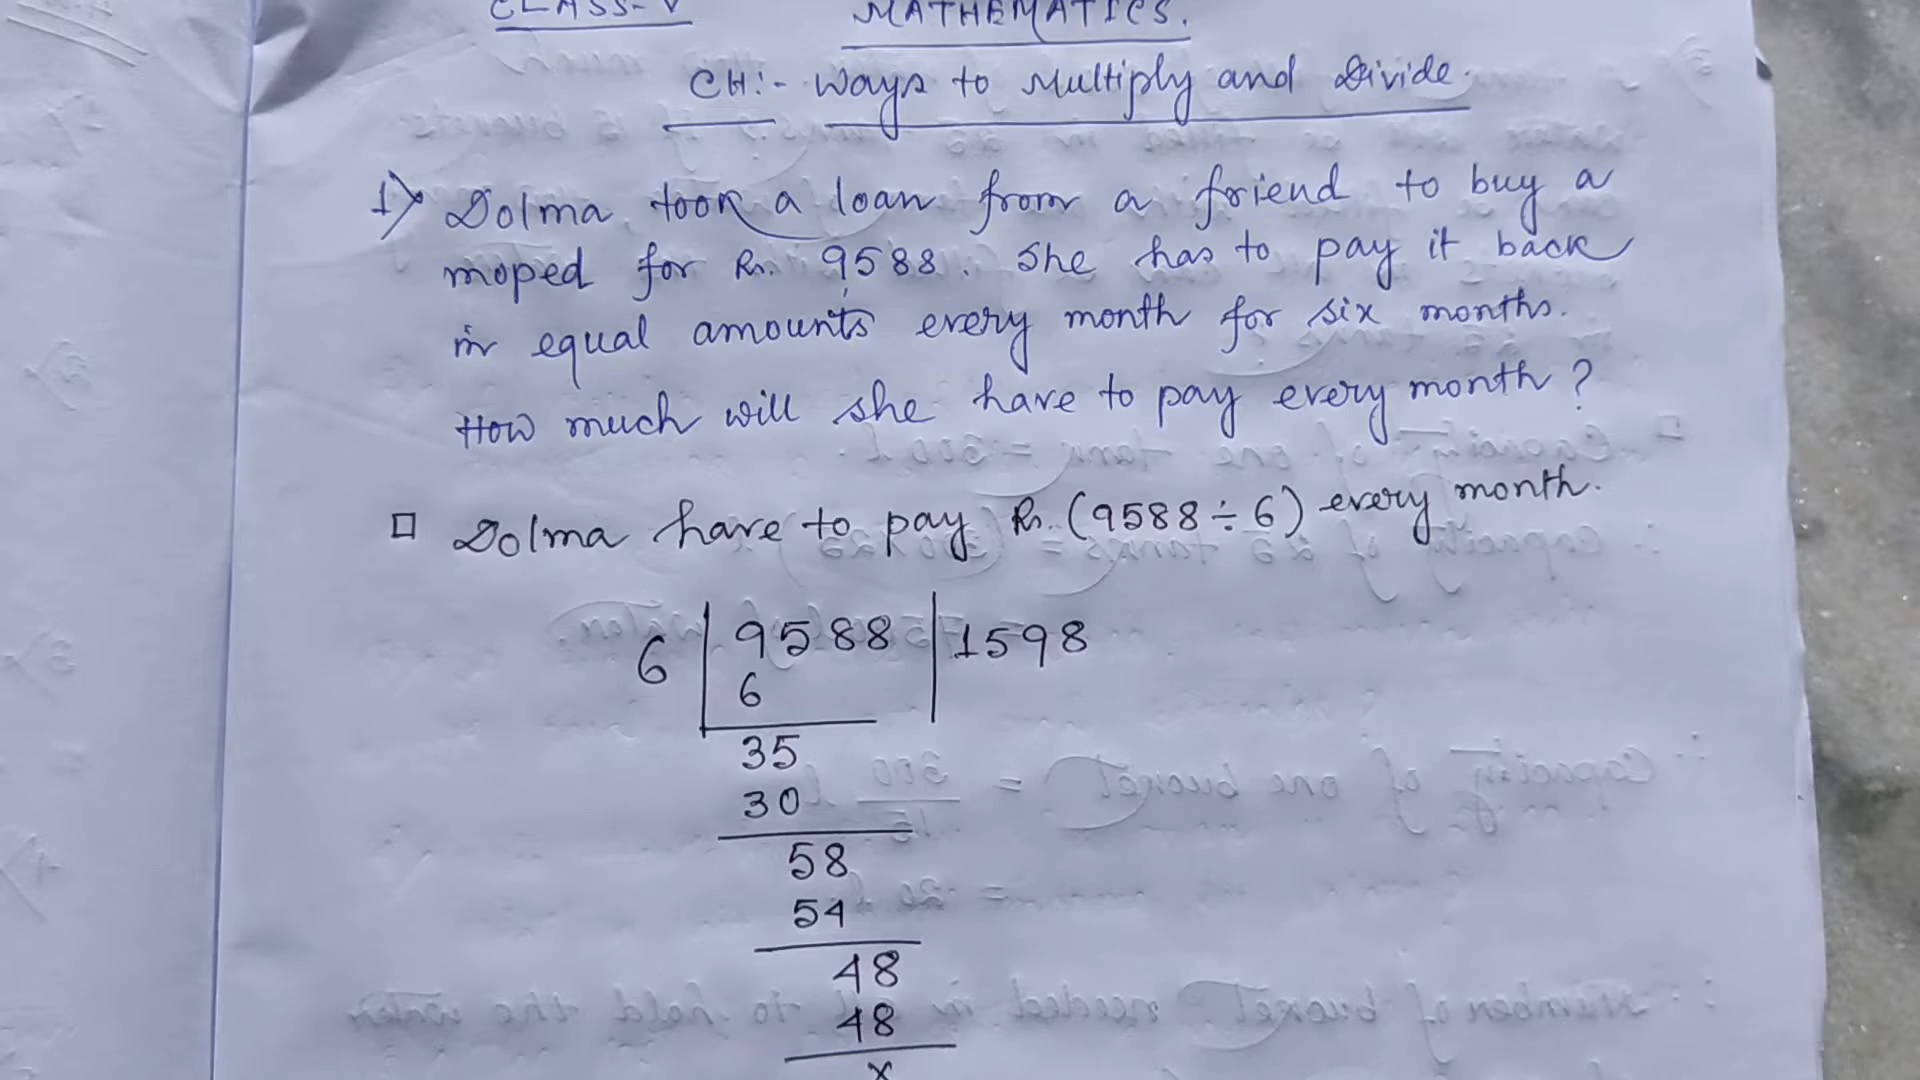 CLASS-V MATHEMATICS.
CH:- Ways to Multiply and Divide.
1) Dolma took a loan from a friend to buy a
moped for Rs. 9588. She has to pay it back
in equal amounts every month for six months.
How much will she have to pay every month?
□ Dolma have to pay Rs. (9588÷6) every month.
6 | 9588 | 1598
6
35
30
58
54
48
48
x